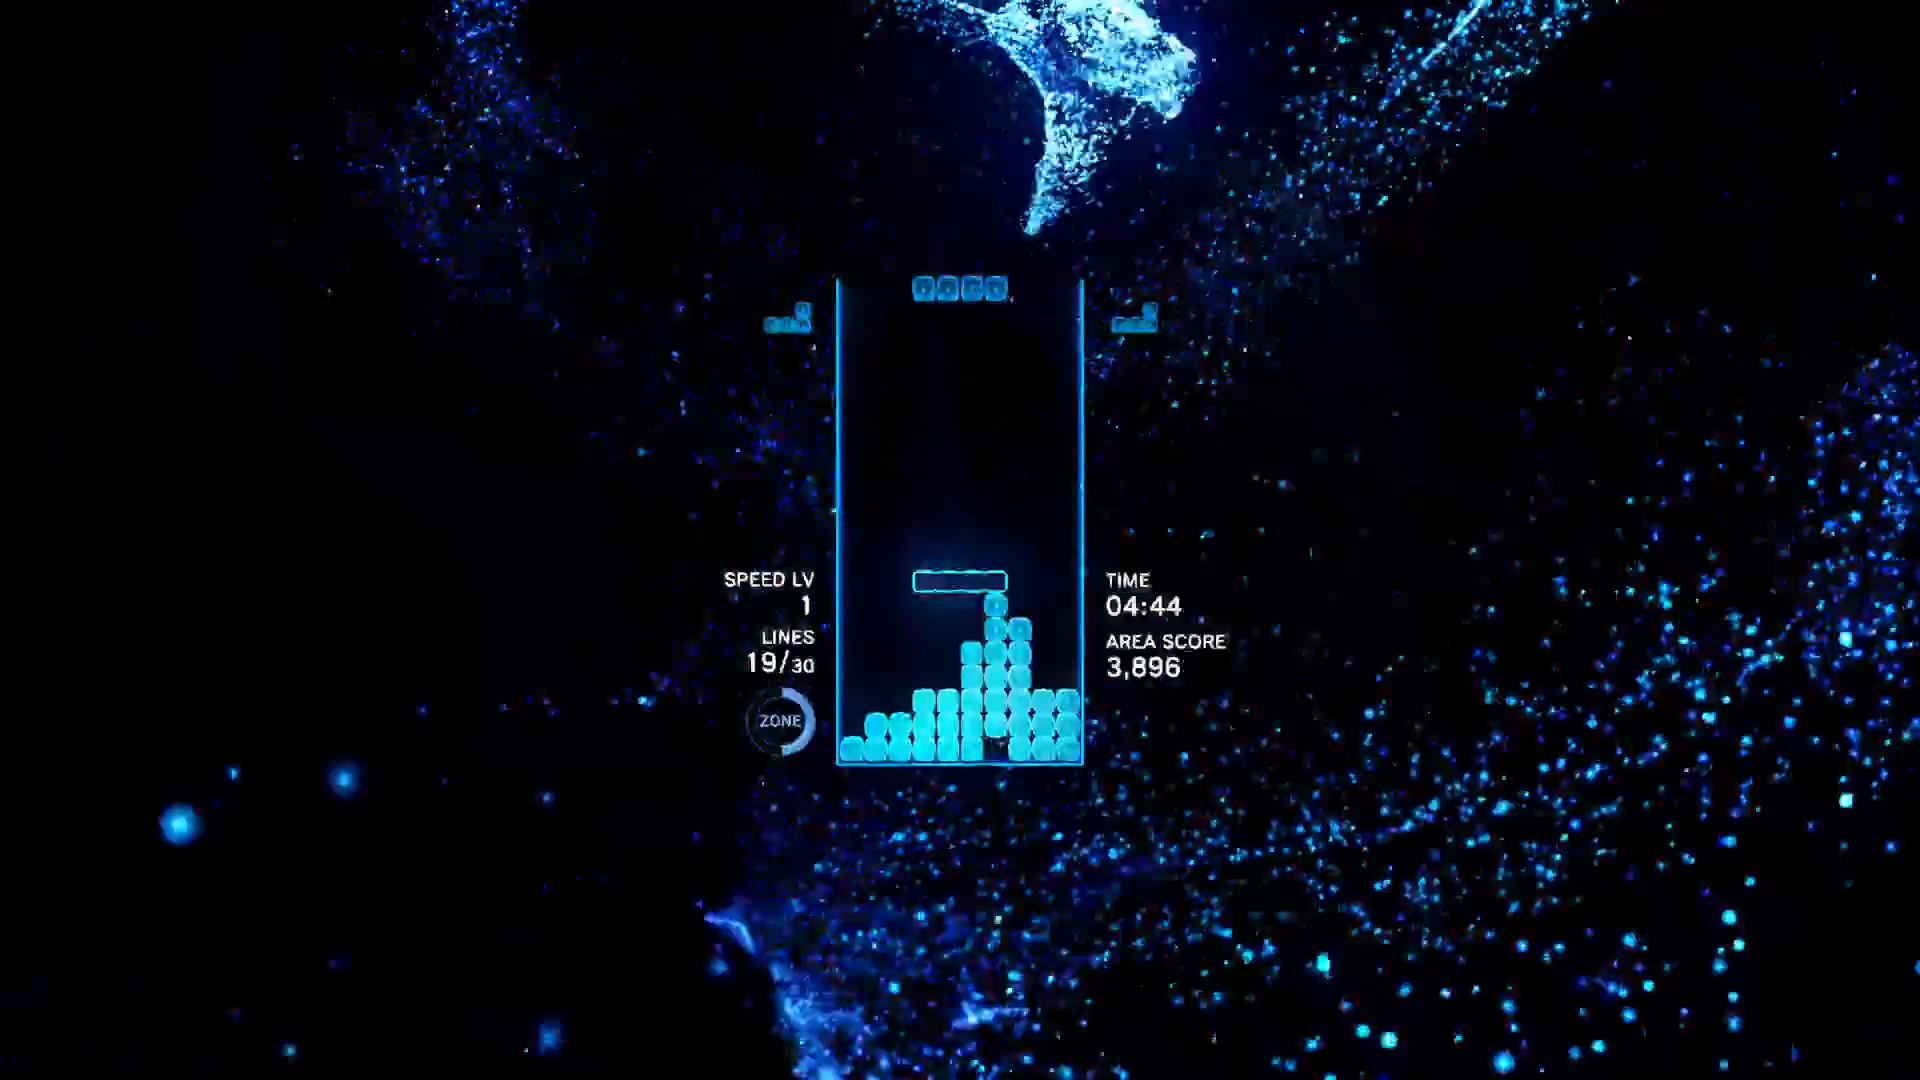 SPEED LV
1
LINES
19/30
ZONE
TIME
04:44
AREA SCORE
3,896